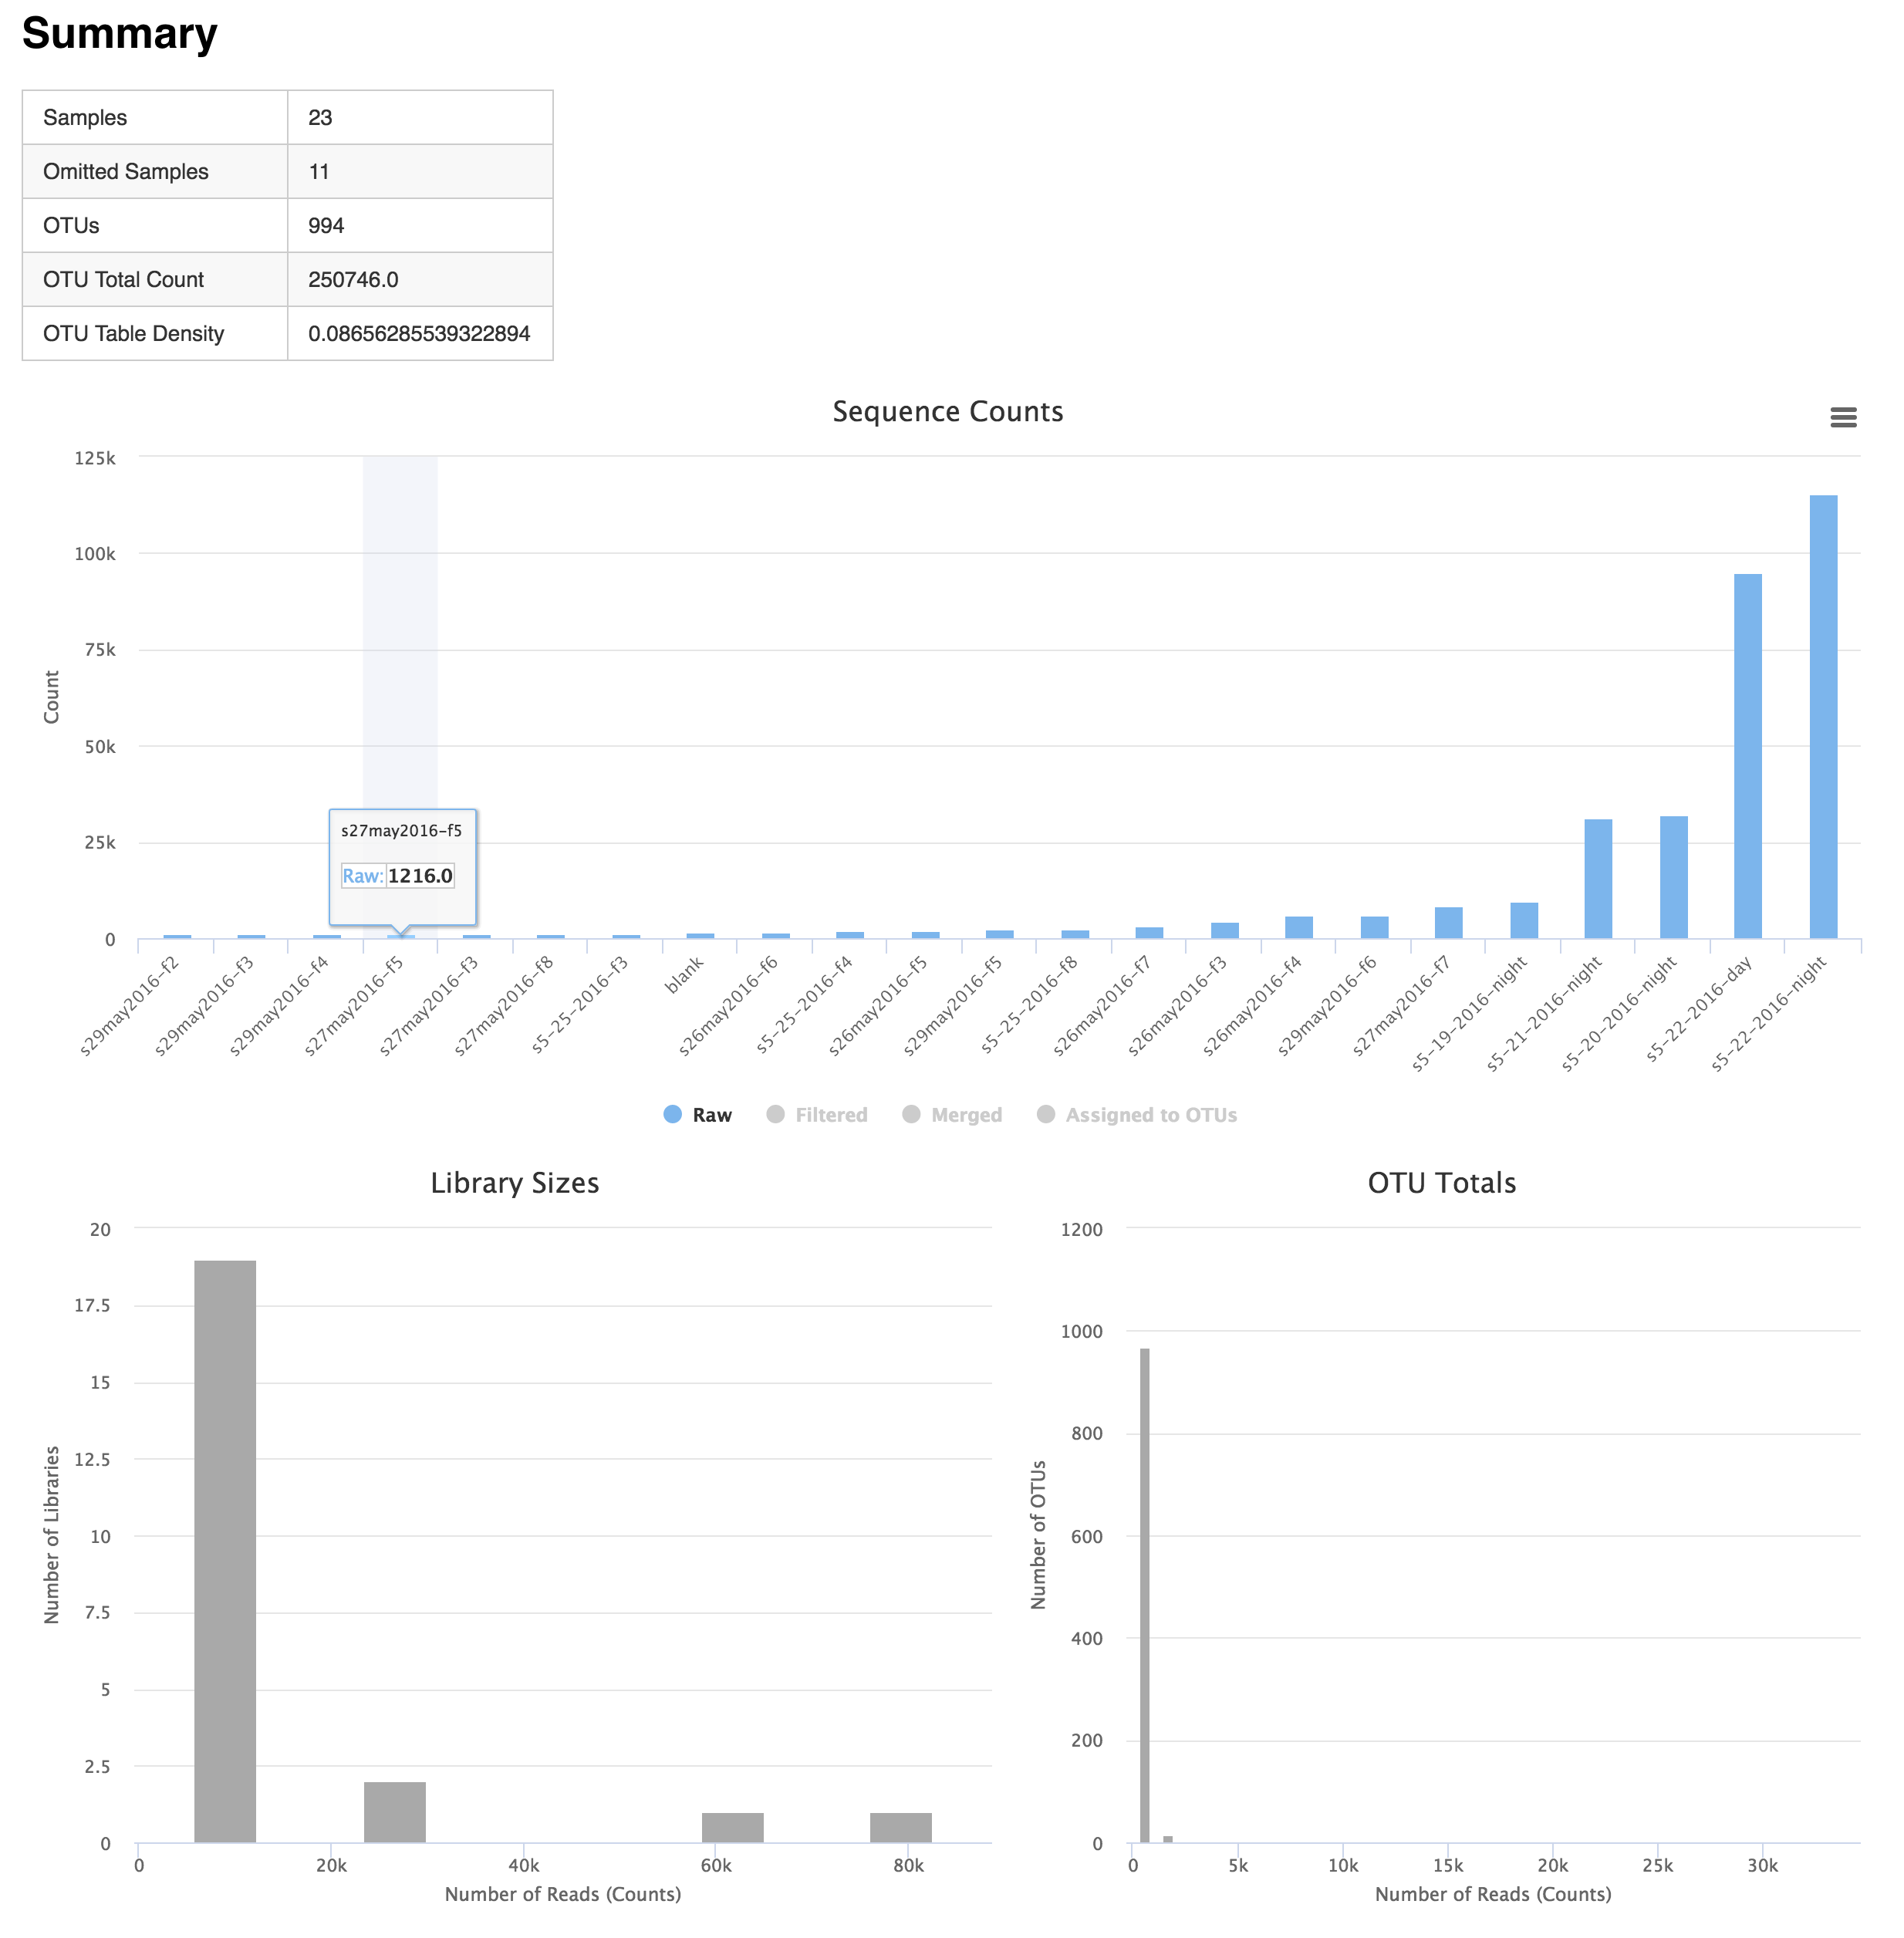 Summary
Samples 23
Omitted Samples 11
OTUs 994
OTU Total Count 250746.0
OTU Table Density 0.08656285539322894
Sequence Counts
125k
100k
75k
50k
25k
0
Count
s27may2016-f5
Raw: 1216.0
s29may2016-f2
s29may2016-f3
s29may2016-f4
s27may2016-f5
s27may2016-f3
s27may2016-f8
s5-25-2016-f3
blank
s26may2016-f6
s5-25-2016-f4
s26may2016-f5
s29may2016-f5
s5-25-2016-f8
s26may2016-f7
s26may2016-f3
s26may2016-f4
s29may2016-f6
s27may2016-f7
s5-19-2016-night
s5-21-2016-night
s5-20-2016-night
s5-22-2016-day
s5-22-2016-night
Raw Filtered Merged Assigned to OTUs
Library Sizes
20
17.5
15
12.5
10
7.5
5
2.5
0
Number of Libraries
0 20k 40k 60k 80k
Number of Reads (Counts)
OTU Totals
1200
1000
800
600
400
200
0
Number of OTUs
0 5k 10k 15k 20k 25k 30k
Number of Reads (Counts)